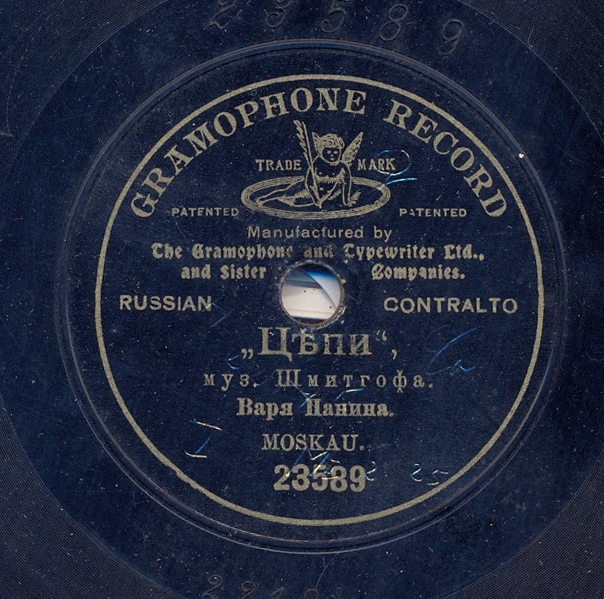 23589
GRAMOPHONE RECORD
TRADE MARK
PATENTED PATENTED
Manufactured by
The Gramophone and Typewriter Ltd.,
and Sister Companies.
RUSSIAN CONTRALTO
„Цѣпи“,
муз. Шмитгофа.
Варя Панина.
MOSKAU.
23589